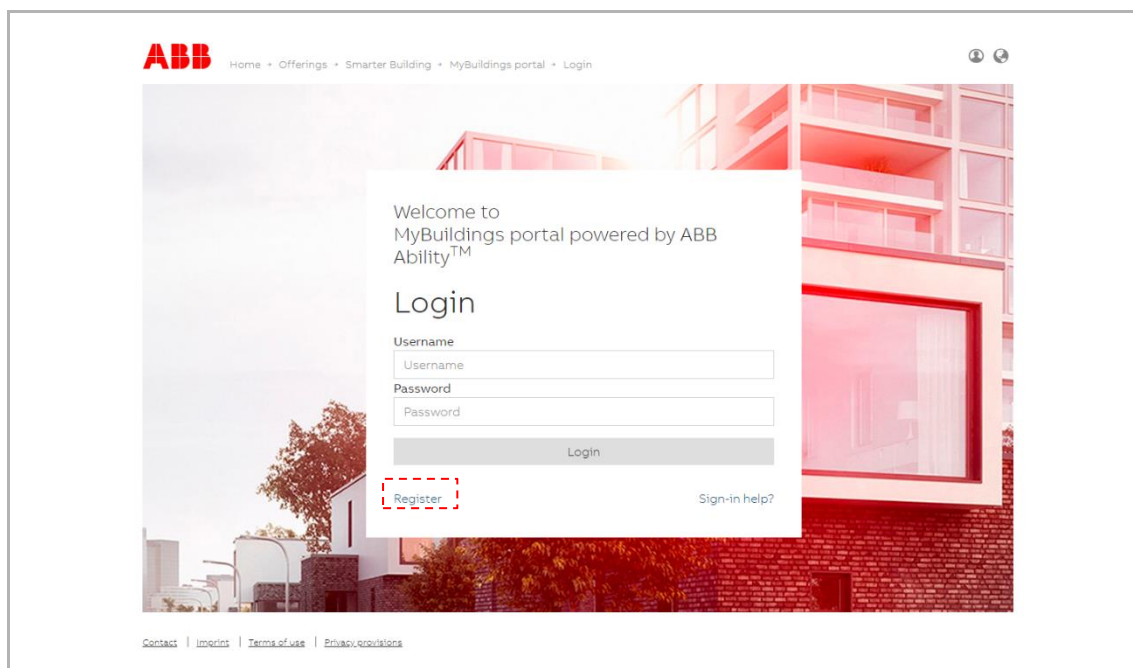 ABB
Home + Offerings + Smarter Building + MyBuildings portal + Login
Welcome to
MyBuildings portal powered by ABB
Ability™
Login
Username
Username
Password
Password
Login
Register Sign-in help?
Contact | Imprint | Terms of use | Privacy provisions